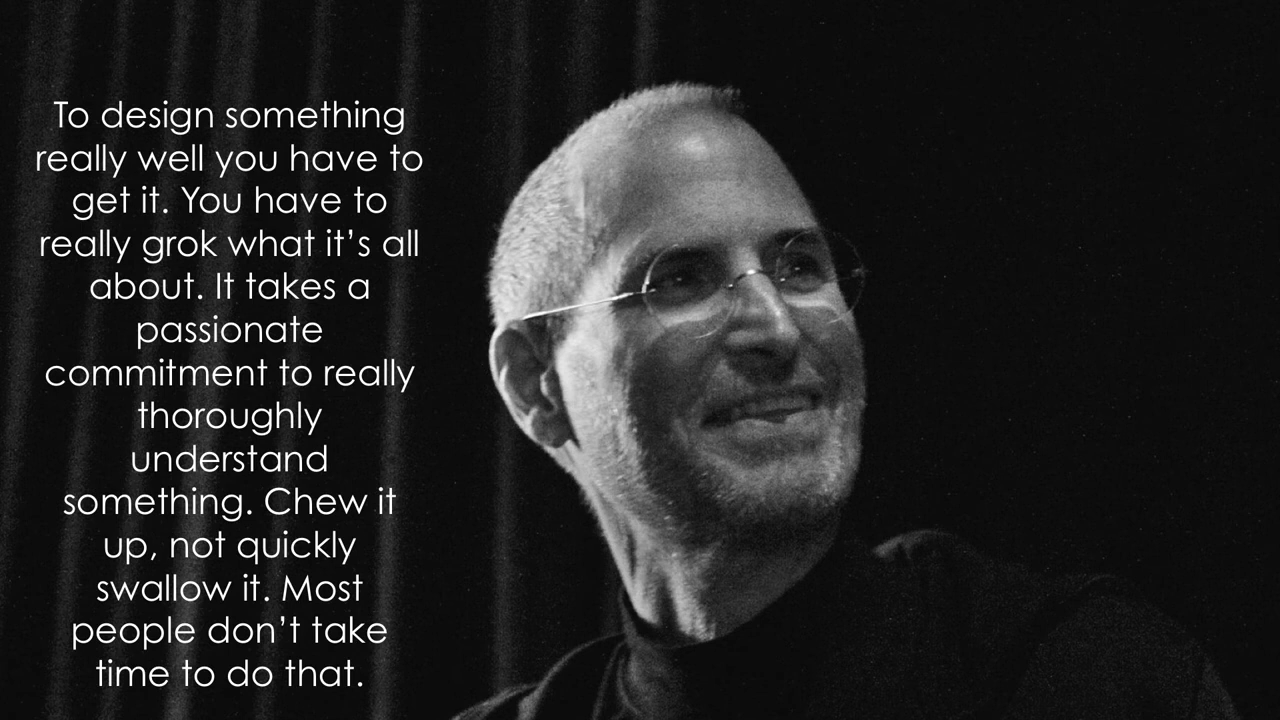 To design something
really well you have to
get it. You have to
really grok what it’s all
about. It takes a
passionate
commitment to really
thoroughly
understand
something. Chew it
up, not quickly
swallow it. Most
people don’t take
time to do that.